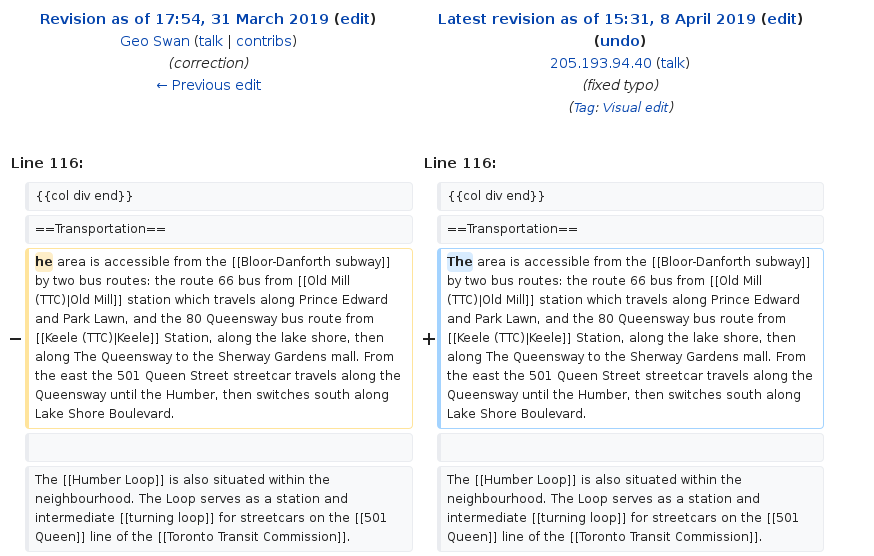 Revision as of 17:54, 31 March 2019 (edit)
Geo Swan (talk | contribs)
(correction)
← Previous edit
Latest revision as of 15:31, 8 April 2019 (edit)
(undo)
205.193.94.40 (talk)
(fixed typo)
(Tag: Visual edit)
Line 116:
Line 116:
{{col div end}}
{{col div end}}
==Transportation==
==Transportation==
−
he area is accessible from the [[Bloor-Danforth subway]]
by two bus routes: the route 66 bus from [[Old Mill
(TTC)|Old Mill]] station which travels along Prince Edward
and Park Lawn, and the 80 Queensway bus route from
[[Keele (TTC)|Keele]] Station, along the lake shore, then
along The Queensway to the Sherway Gardens mall. From
the east the 501 Queen Street streetcar travels along the
Queensway until the Humber, then switches south along
Lake Shore Boulevard.
+
The area is accessible from the [[Bloor-Danforth subway]]
by two bus routes: the route 66 bus from [[Old Mill
(TTC)|Old Mill]] station which travels along Prince Edward
and Park Lawn, and the 80 Queensway bus route from
[[Keele (TTC)|Keele]] Station, along the lake shore, then
along The Queensway to the Sherway Gardens mall. From
the east the 501 Queen Street streetcar travels along the
Queensway until the Humber, then switches south along
Lake Shore Boulevard.
The [[Humber Loop]] is also situated within the
neighbourhood. The Loop serves as a station and
intermediate [[turning loop]] for streetcars on the [[501
Queen]] line of the [[Toronto Transit Commission]].
The [[Humber Loop]] is also situated within the
neighbourhood. The Loop serves as a station and
intermediate [[turning loop]] for streetcars on the [[501
Queen]] line of the [[Toronto Transit Commission]].